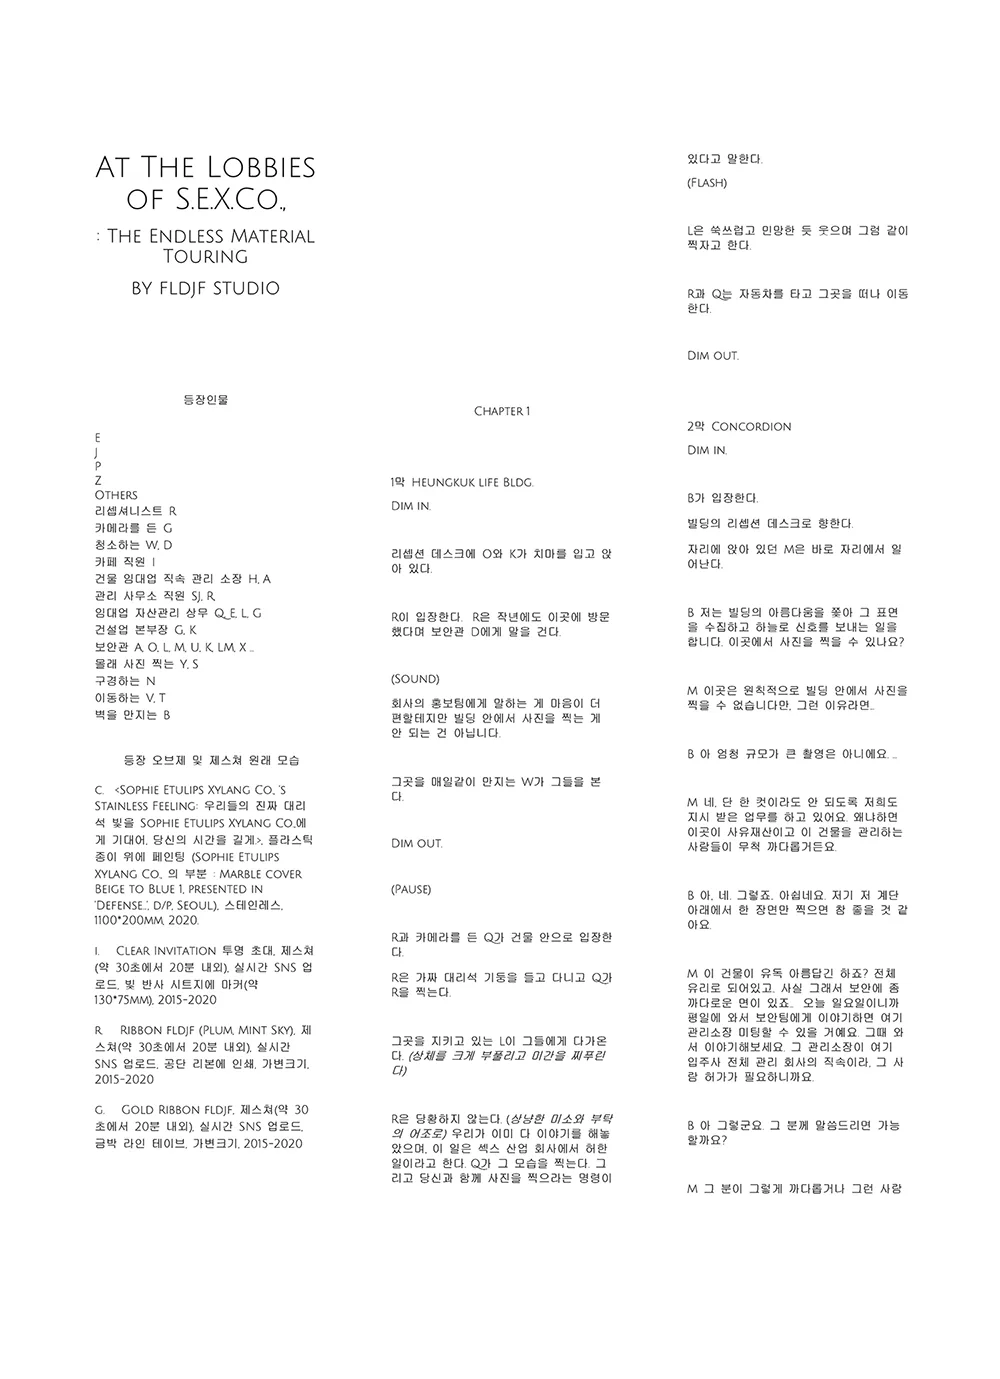 At The Lobbies
of S.E.X.Co.,
: The Endless Material
Touring
by fldjf studio
등장인물
E
J
P
Z
Others
리셉셔니스트 R
카메라를 든 G
청소하는 W, D
카페 직원 I
건물 임대업 직속 관리 소장 H, A
관리 사무소 직원 SJ, R
임대업 자산관리 상무 Q, E, L, G
건설업 본부장 G, K
보안관 A, O, L, M, U, K, LM, X ...
몰래 사진 찍는 Y, S
구경하는 N
이동하는 V, T
벽을 만지는 B
등장 오브제 및 제스쳐 원래 모습
C. <Sophie Etulips Xylang Co., 's
Stainless Feeling: 우리들의 진짜 대리
석 빛을 Sophie Etulips Xylang Co.,에
게 기대어, 당신의 시간을 길게>, 플라스틱
종이 위에 페인팅 (Sophie Etulips
Xylang Co., 의 부분 : Marble cover
Beige to Blue 1, presented in
'Defense..', D/P, Seoul), 스테인레스,
1100*200mm, 2020.
I. Clear Invitation 투명 초대, 제스쳐
(약 30초에서 20분 내외), 실시간 SNS 업
로드, 빛 반사 시트지에 마커(약
130*75mm), 2015-2020
R. Ribbon fldjf (Plum, Mint Sky), 제
스쳐(약 30초에서 20분 내외), 실시간
SNS 업로드, 공단 리본에 인쇄, 가변크기,
2015-2020
G. Gold Ribbon fldjf, 제스쳐(약 30
초에서 20분 내외), 실시간 SNS 업로드,
금박 라인 테이브, 가변크기, 2015-2020
Chapter 1
1막 heungkuk life Bldg.
Dim in.
리셉션 데스크에 O와 K가 치마를 입고 앉
아 있다.
R이 입장한다. R은 작년에도 이곳에 방문
했다며 보안관 D에게 말을 건다.
(Sound)
회사의 홍보팀에게 말하는 게 마음이 더
편할테지만 빌딩 안에서 사진을 찍는 게
안 되는 건 아닙니다.
그곳을 매일같이 만지는 W가 그들을 본
다.
Dim out.
(Pause)
R과 카메라를 든 Q가 건물 안으로 입장한
다.
R은 가짜 대리석 기둥을 들고 다니고 Q가
R을 찍는다.
그곳을 지키고 있는 L이 그들에게 다가온
다. (상체를 크게 부풀리고 미간을 찌푸린
다)
R은 당황하지 않는다. (상냥한 미소와 부탁
의 어조로) 우리가 이미 다 이야기를 해놓
았으며, 이 일은 섹스 산업 회사에서 허한
일이라고 한다. Q가 그 모습을 찍는다. 그
리고 당신과 함께 사진을 찍으라는 명령이
있다고 말한다.
(Flash)
L은 쑥쓰럽고 민망한 듯 웃으며 그럼 같이
찍자고 한다.
R과 Q는 자동차를 타고 그곳을 떠나 이동
한다.
Dim out.
2막 Concordion
Dim in.
B가 입장한다.
빌딩의 리셉션 데스크로 향한다.
자리에 앉아 있던 M은 바로 자리에서 일
어난다.
B 저는 빌딩의 아름다움을 쫓아 그 표면
을 수집하고 하늘로 신호를 보내는 일을
합니다. 이곳에서 사진을 찍을 수 있나요?
M 이곳은 원칙적으로 빌딩 안에서 사진을
찍을 수 없습니다만, 그런 이유라면...
B 아 엄청 규모가 큰 촬영은 아니에요. ...
M 네, 단 한 컷이라도 안 되도록 저희도
지시 받은 업무를 하고 있어요. 왜냐하면
이곳이 사유재산이고 이 건물을 관리하는
사람들이 무척 까다롭거든요.
B 아, 네. 그렇죠, 아쉽네요. 저기 저 계단
아래에서 한 장면만 찍으면 참 좋을 것 같
아요.
M 이 건물이 유독 아름답긴 하죠? 전체
유리로 되어있고. 사실 그래서 보안에 좀
까다로운 면이 있죠... 오늘 일요일이니까
평일에 와서 보안팀에게 이야기하면 여기
관리소장 미팅할 수 있을 거예요. 그때 와
서 이야기해보세요. 그 관리소장이 여기
입주사 전체 관리 회사의 직속이라, 그 사
람 허가가 필요하니까요.
B 아 그렇군요. 그 분께 말씀드리면 가능
할까요?
M 그 분이 그렇게 까다롭거나 그런 사람